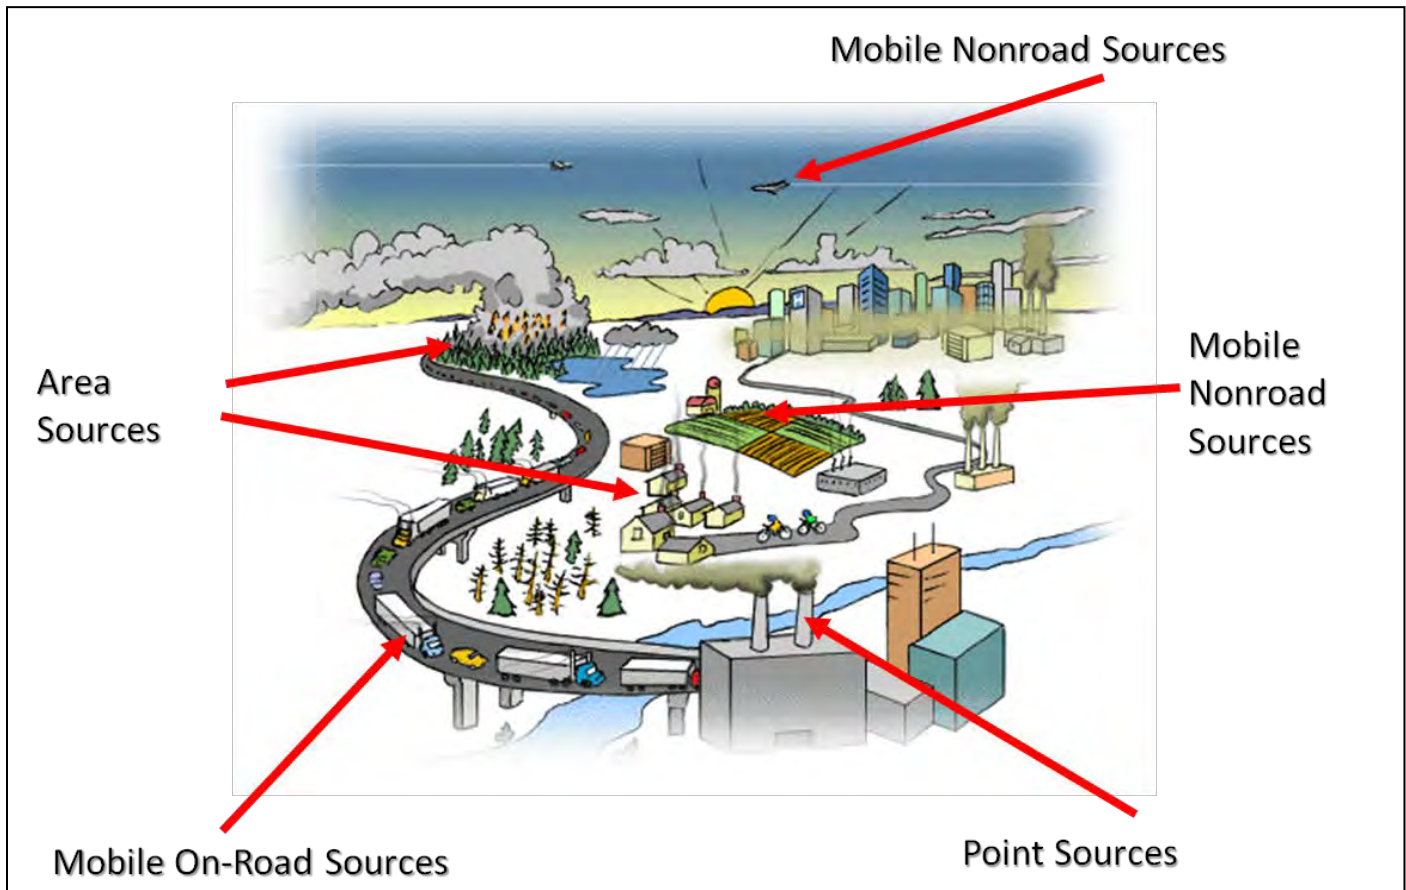 Mobile Nonroad Sources
Area
Sources
Mobile
Nonroad
Sources
Mobile On-Road Sources
Point Sources